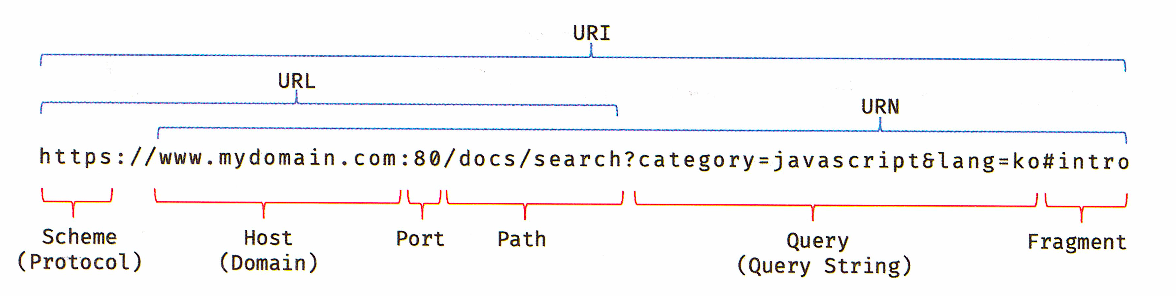 URI
URL
URN
https://www.mydomain.com:80/docs/search?category=javascript&lang=ko#intro
Scheme
(Protocol)
Host
(Domain)
Port
Path
Query
(Query String)
Fragment